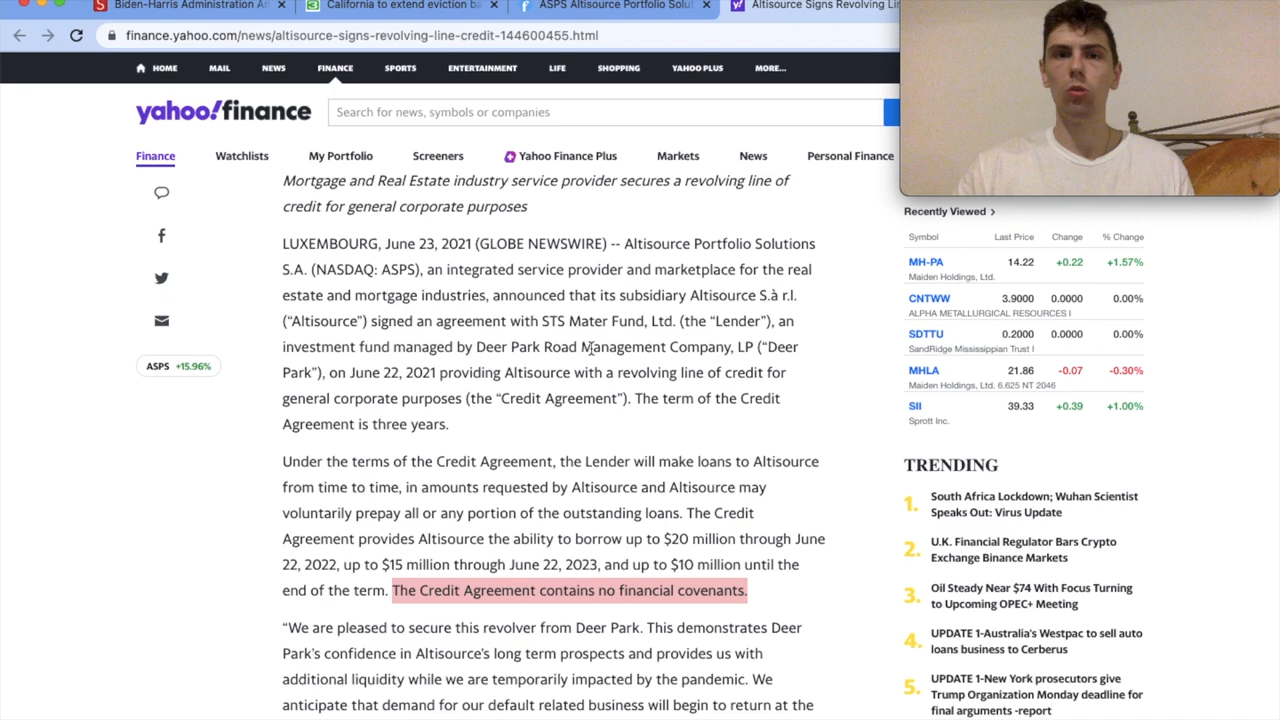 Biden-Harris Administration An
California to extend eviction ba
ASPS Altisource Portfolio Solut
Altisource Signs Revolving Lin
finance.yahoo.com/news/altisource-signs-revolving-line-credit-144600455.html
HOME MAIL NEWS FINANCE SPORTS ENTERTAINMENT LIFE SHOPPING YAHOO PLUS MORE...
yahoo!finance
Search for news, symbols or companies
Finance Watchlists My Portfolio Screeners Yahoo Finance Plus Markets News Personal Finance
Mortgage and Real Estate industry service provider secures a revolving line of
credit for general corporate purposes
LUXEMBOURG, June 23, 2021 (GLOBE NEWSWIRE) -- Altisource Portfolio Solutions
S.A. (NASDAQ: ASPS), an integrated service provider and marketplace for the real
estate and mortgage industries, announced that its subsidiary Altisource S.à r.l.
(“Altisource”) signed an agreement with STS Mater Fund, Ltd. (the “Lender”), an
investment fund managed by Deer Park Road Management Company, LP (“Deer
Park”), on June 22, 2021 providing Altisource with a revolving line of credit for
general corporate purposes (the “Credit Agreement”). The term of the Credit
Agreement is three years.
Under the terms of the Credit Agreement, the Lender will make loans to Altisource
from time to time, in amounts requested by Altisource and Altisource may
voluntarily prepay all or any portion of the outstanding loans. The Credit
Agreement provides Altisource the ability to borrow up to $20 million through June
22, 2022, up to $15 million through June 22, 2023, and up to $10 million until the
end of the term. The Credit Agreement contains no financial covenants.
“We are pleased to secure this revolver from Deer Park. This demonstrates Deer
Park’s confidence in Altisource’s long term prospects and provides us with
additional liquidity while we are temporarily impacted by the pandemic. We
anticipate that demand for our default related business will begin to return at the
ASPS +15.96%
Recently Viewed >
Symbol Last Price Change % Change
MH-PA 14.22 +0.22 +1.57%
Maiden Holdings, Ltd.
CNTWW 3.9000 0.0000 0.00%
ALPHA METALLURGICAL RESOURCES I
SDTTU 0.2000 0.0000 0.00%
SandRidge Mississippian Trust I
MHLA 21.86 -0.07 -0.30%
Maiden Holdings, Ltd. 6.625 NT 2046
SII 39.33 +0.39 +1.00%
Sprott Inc.
TRENDING
1. South Africa Lockdown; Wuhan Scientist
Speaks Out: Virus Update
2. U.K. Financial Regulator Bars Crypto
Exchange Binance Markets
3. Oil Steady Near $74 With Focus Turning
to Upcoming OPEC+ Meeting
4. UPDATE 1-Australia's Westpac to sell auto
loans business to Cerberus
5. UPDATE 1-New York prosecutors give
Trump Organization Monday deadline for
final arguments -report